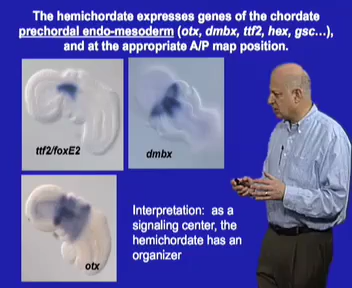 The hemichordate expresses genes of the chordate
prechordal endo-mesoderm (otx, dmbx, ttf2, hex, gsc...),
and at the appropriate A/P map position.
ttf2/foxE2
dmbx
otx
Interpretation: as a
signaling center, the
hemichordate has an
organizer